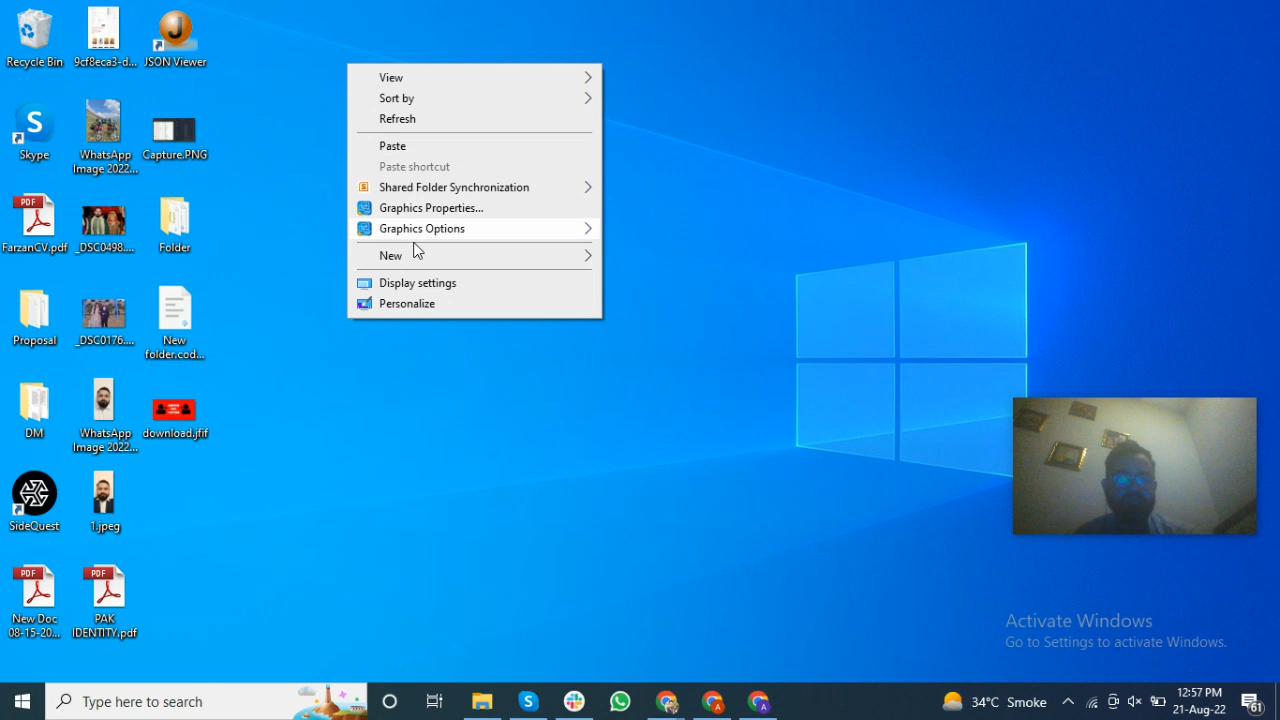 Recycle Bin
9cf8eca3-d...
JSON Viewer
Skype
WhatsApp
Image 2022...
Capture.PNG
FarzanCV.pdf
_DSC0498....
Folder
Proposal
_DSC0176....
New
folder.cod...
DM
WhatsApp
Image 2022...
download.jfif
SideQuest
1.jpeg
New Doc
08-15-20...
PAK
IDENTITY.pdf
View
Sort by
Refresh
Paste
Paste shortcut
Shared Folder Synchronization
Graphics Properties...
Graphics Options
New
Display settings
Personalize
Activate Windows
Go to Settings to activate Windows.
Type here to search
34°C Smoke
12:57 PM
21-Aug-22
61